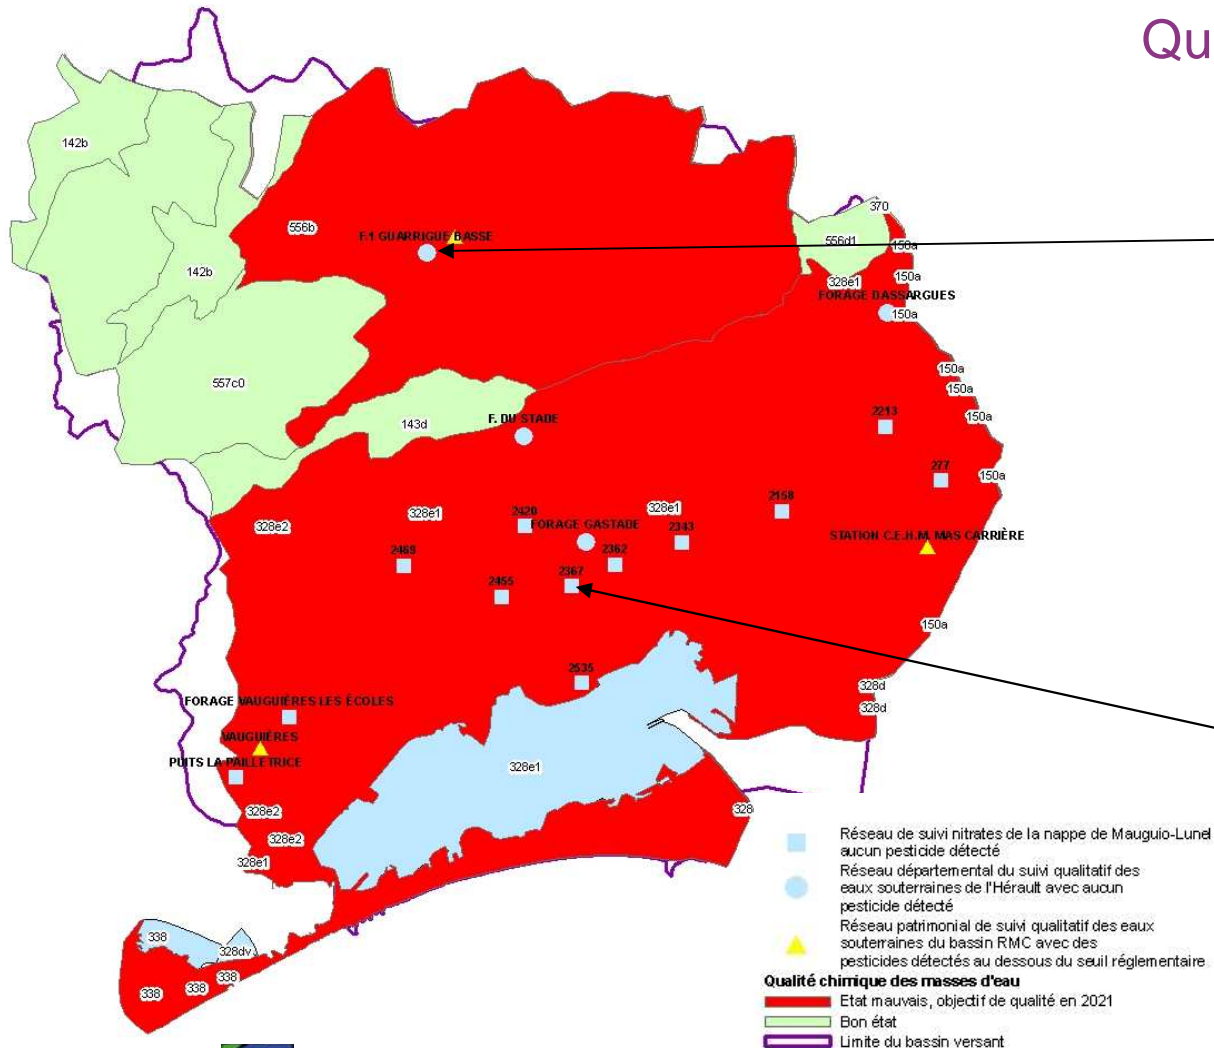 Qu
142b
370
556b
F.1 GUARRIGUE BASSE
556d1
150a
142b
328e1
150a
FORAGE DASSARGUES
150a
150a
557c0
150a
143d
F. DU STADE
2213
150a
277
150a
328e2
328e1
2420
328e1
2158
FORAGE GASTADE
2343
STATION C.E.H.M. MAS CARRIÈRE
2469
2362
2367
2455
150a
2535
328d
FORAGE VAUGUIÈRES LES ÉCOLES
328d
VAUGUIÈRES
PUITS LA PAILLETRICE
328e1
328e2
328
328e2
328e1
338
328dv
338
338
338
Réseau de suivi nitrates de la nappe de Mauguio-Lunel
aucun pesticide détecté
Réseau départemental du suivi qualitatif des
eaux souterraines de l'Hérault avec aucun
pesticide détecté
Réseau patrimonial de suivi qualitatif des eaux
souterraines du bassin RMC avec des
pesticides détectés au dessous du seuil réglementaire
Qualité chimique des masses d'eau
Etat mauvais, objectif de qualité en 2021
Bon état
Limite du bassin versant